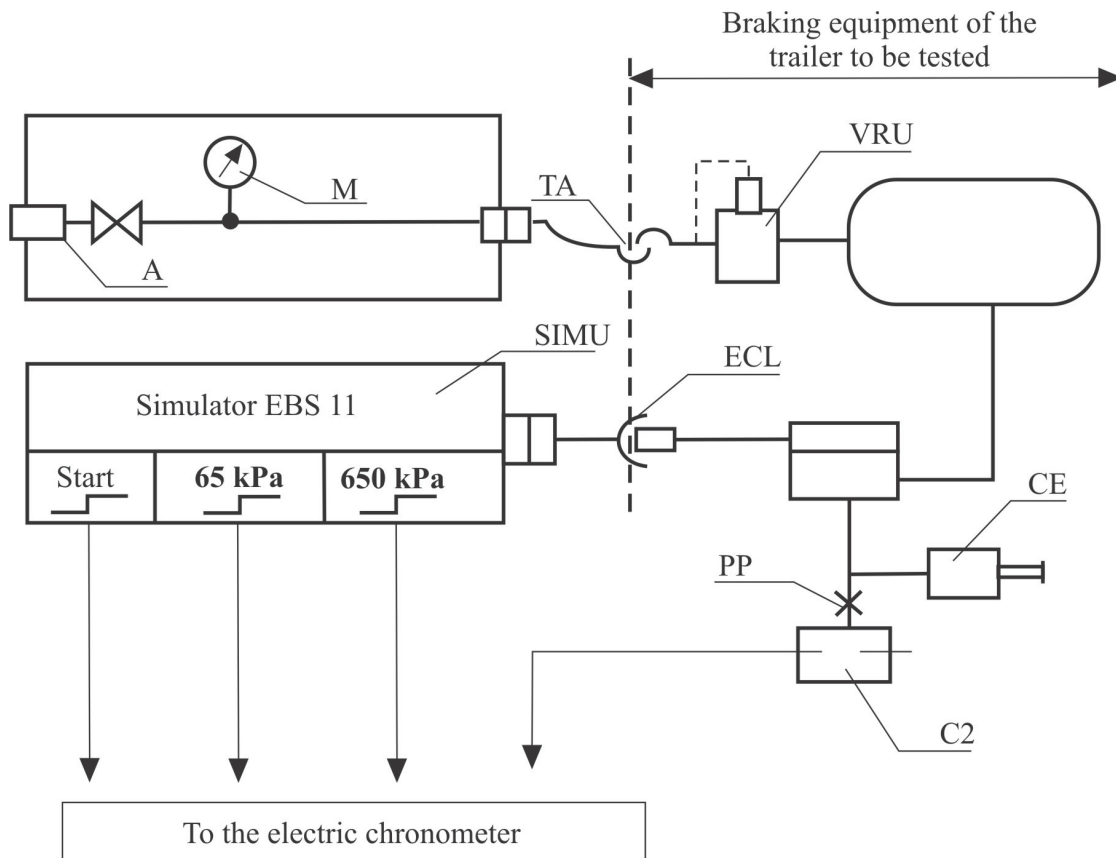 Braking equipment of the
trailer to be tested
VRU
TA
M
A
SIMU
ECL
Simulator EBS 11
Start
65 kPa
650 kPa
CE
PP
C2
To the electric chronometer